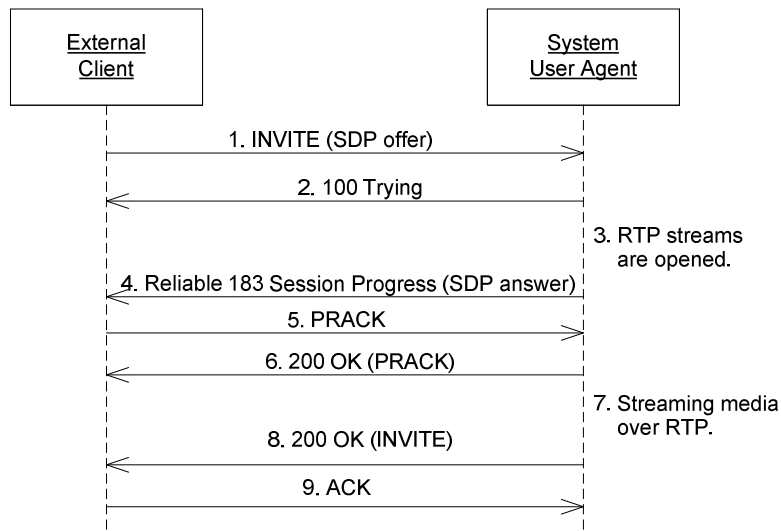 External
Client
System
User Agent
1. INVITE (SDP offer)
2. 100 Trying
3. RTP streams
are opened.
4. Reliable 183 Session Progress (SDP answer)
5. PRACK
6. 200 OK (PRACK)
7. Streaming media
over RTP.
8. 200 OK (INVITE)
9. ACK